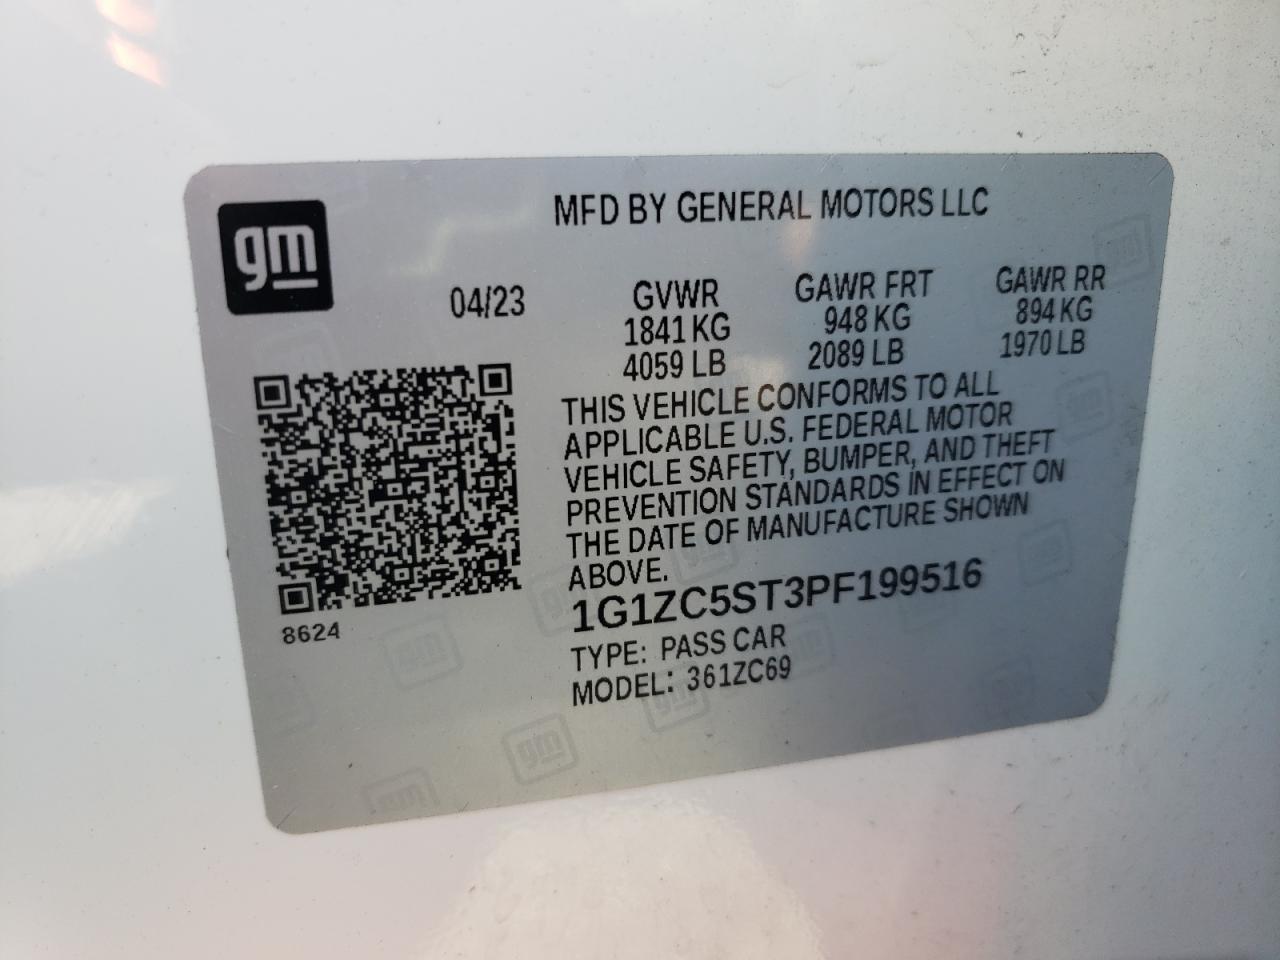 gm
MFD BY GENERAL MOTORS LLC
04/23
GVWR GAWR FRT GAWR RR
1841 KG 948 KG 894 KG
4059 LB 2089 LB 1970 LB
THIS VEHICLE CONFORMS TO ALL
APPLICABLE U.S. FEDERAL MOTOR
VEHICLE SAFETY, BUMPER, AND THEFT
PREVENTION STANDARDS IN EFFECT ON
THE DATE OF MANUFACTURE SHOWN
ABOVE.
1G1ZC5ST3PF199516
TYPE: PASS CAR
MODEL: 361ZC69
8624
gm